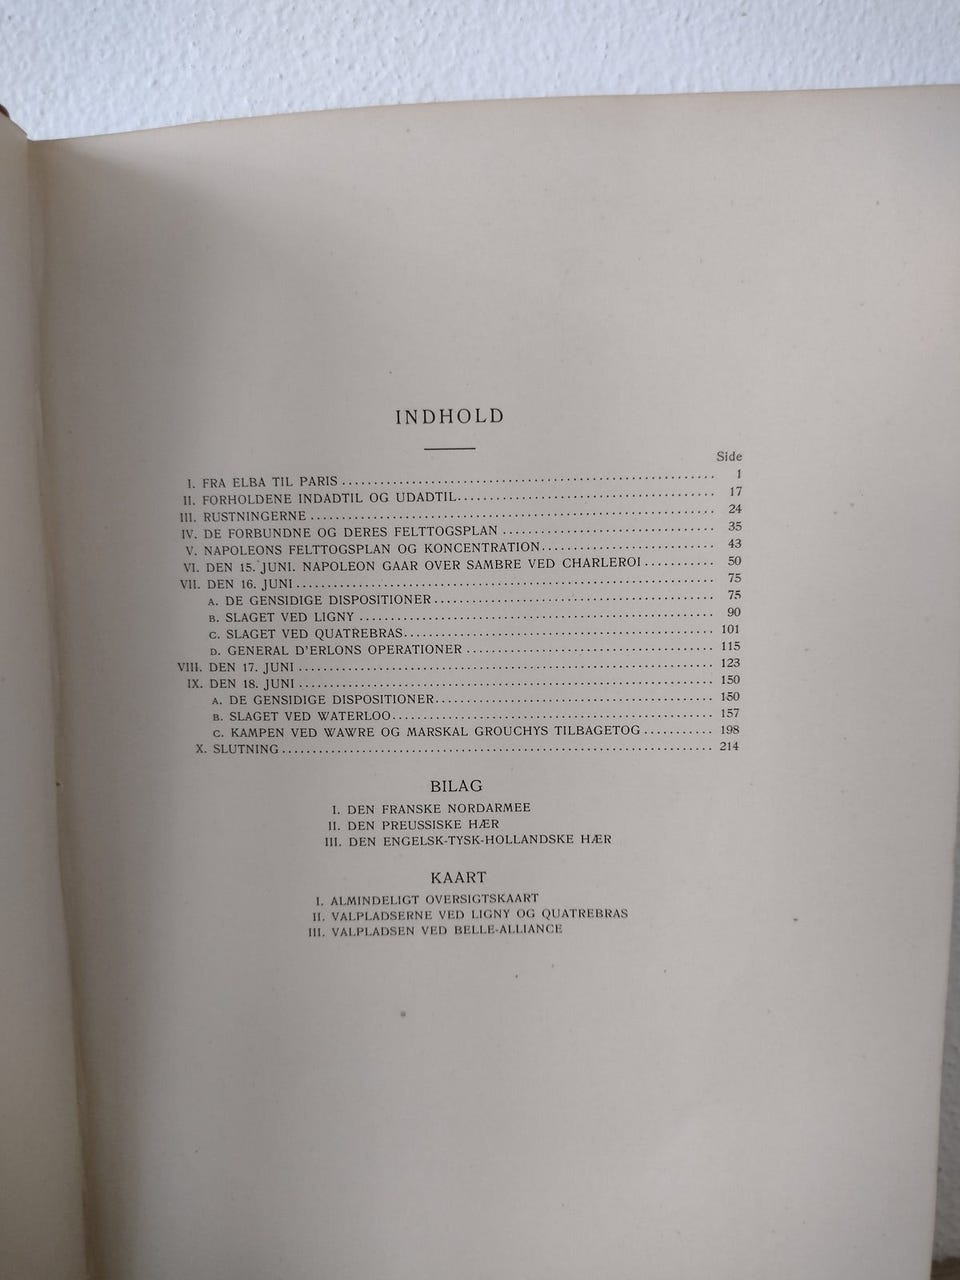 INDHOLD
Side
I. FRA ELBA TIL PARIS ........ 1
II. FORHOLDENE INDADTIL OG UDADTIL ........ 17
III. RUSTNINGERNE ........ 24
IV. DE FORBUNDNE OG DERES FELTTOGSPLAN ........ 35
V. NAPOLEONS FELTTOGSPLAN OG KONCENTRATION ........ 43
VI. DEN 15. JUNI. NAPOLEON GAAR OVER SAMBRE VED CHARLEROI ........ 50
VII. DEN 16. JUNI ........ 75
A. DE GENSIDIGE DISPOSITIONER ........ 75
B. SLAGET VED LIGNY ........ 90
C. SLAGET VED QUATREBRAS ........ 101
D. GENERAL D'ERLONS OPERATIONER ........ 115
VIII. DEN 17. JUNI ........ 123
IX. DEN 18. JUNI ........ 150
A. DE GENSIDIGE DISPOSITIONER ........ 150
B. SLAGET VED WATERLOO ........ 157
C. KAMPEN VED WAWRE OG MARSKAL GROUCHYS TILBAGETOG ........ 198
X. SLUTNING ........ 214
BILAG
I. DEN FRANSKE NORDARMEE
II. DEN PREUSSISKE HÆR
III. DEN ENGELSK-TYSK-HOLLANDSKE HÆR
KAART
I. ALMINDELIGT OVERSIGTSKAART
II. VALPLADSERNE VED LIGNY OG QUATREBRAS
III. VALPLADSEN VED BELLE-ALLIANCE